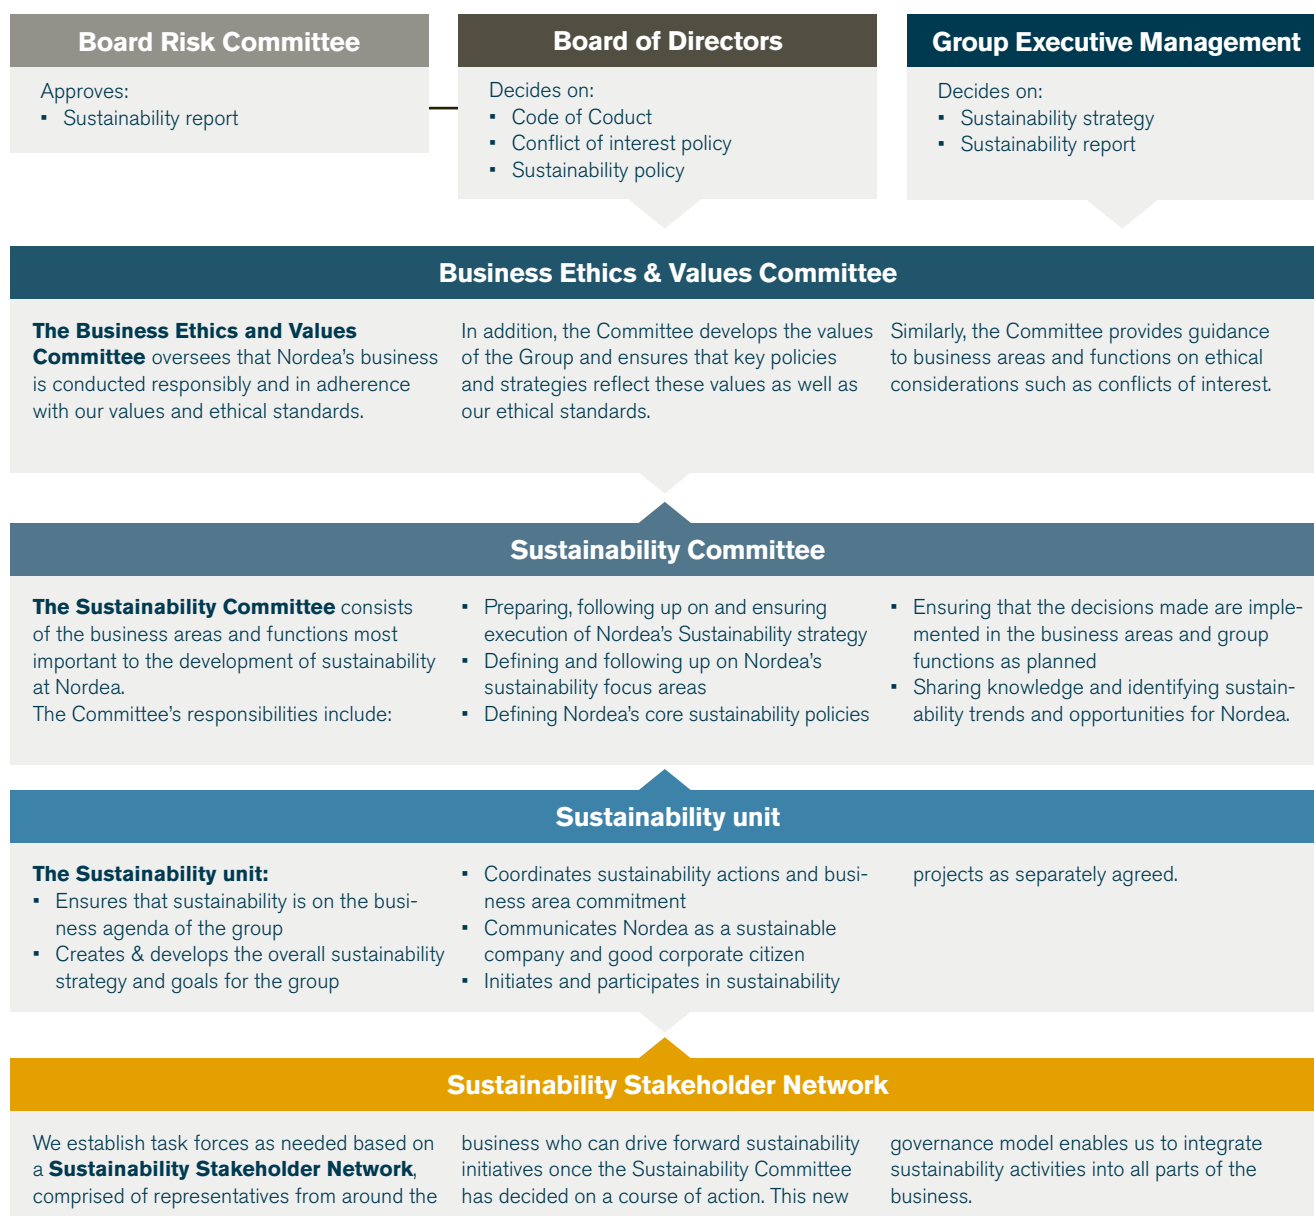 Board Risk Committee
Approves:
▪ Sustainability report
Board of Directors
Decides on:
▪ Code of Coduct
▪ Conflict of interest policy
▪ Sustainability policy
Group Executive Management
Decides on:
▪ Sustainability strategy
▪ Sustainability report
Business Ethics & Values Committee
The Business Ethics and Values
Committee oversees that Nordea’s business
is conducted responsibly and in adherence
with our values and ethical standards.
In addition, the Committee develops the values
of the Group and ensures that key policies
and strategies reflect these values as well as
our ethical standards.
Similarly, the Committee provides guidance
to business areas and functions on ethical
considerations such as conflicts of interest.
Sustainability Committee
The Sustainability Committee consists
of the business areas and functions most
important to the development of sustainability
at Nordea.
The Committee’s responsibilities include:
▪ Preparing, following up on and ensuring
execution of Nordea’s Sustainability strategy
▪ Defining and following up on Nordea’s
sustainability focus areas
▪ Defining Nordea’s core sustainability policies
▪ Ensuring that the decisions made are imple-
mented in the business areas and group
functions as planned
▪ Sharing knowledge and identifying sustain-
ability trends and opportunities for Nordea.
Sustainability unit
The Sustainability unit:
▪ Ensures that sustainability is on the busi-
ness agenda of the group
▪ Creates & develops the overall sustainability
strategy and goals for the group
▪ Coordinates sustainability actions and busi-
ness area commitment
▪ Communicates Nordea as a sustainable
company and good corporate citizen
▪ Initiates and participates in sustainability
projects as separately agreed.
Sustainability Stakeholder Network
We establish task forces as needed based on
a Sustainability Stakeholder Network,
comprised of representatives from around the
business who can drive forward sustainability
initiatives once the Sustainability Committee
has decided on a course of action. This new
governance model enables us to integrate
sustainability activities into all parts of the
business.